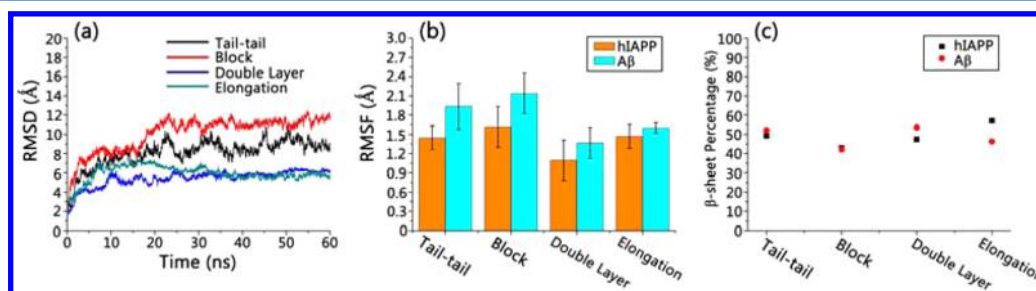 (a)
RMSD (Å)
20
18
16
14
12
10
8
6
4
2
0
Tail-tail
Block
Double Layer
Elongation
0 10 20 30 40 50 60
Time (ns)
(b)
RMSF (Å)
3.0
2.7
2.4
2.1
1.8
1.5
1.2
0.9
0.6
0.3
0.0
hIAPP
Aβ
Tail-tail Block Double Layer Elongation
(c)
β-sheet Percentage (%)
100
90
80
70
60
50
40
30
20
10
0
hIAPP
Aβ
Tail-tail Block Double Layer Elongation